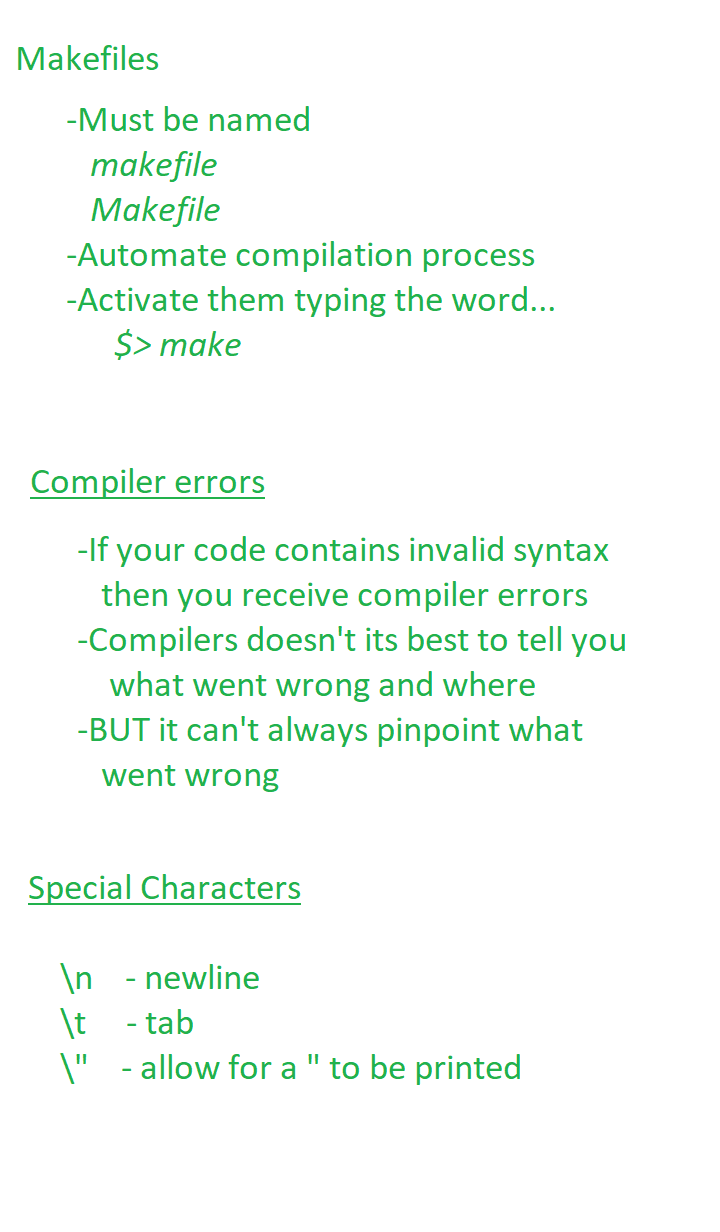 Makefiles
-Must be named
makefile
Makefile
-Automate compilation process
-Activate them typing the word...
$> make
Compiler errors
-If your code contains invalid syntax
then you receive compiler errors
-Compilers doesn't its best to tell you
what went wrong and where
-BUT it can't always pinpoint what
went wrong
Special Characters
\n - newline
\t - tab
\" - allow for a " to be printed